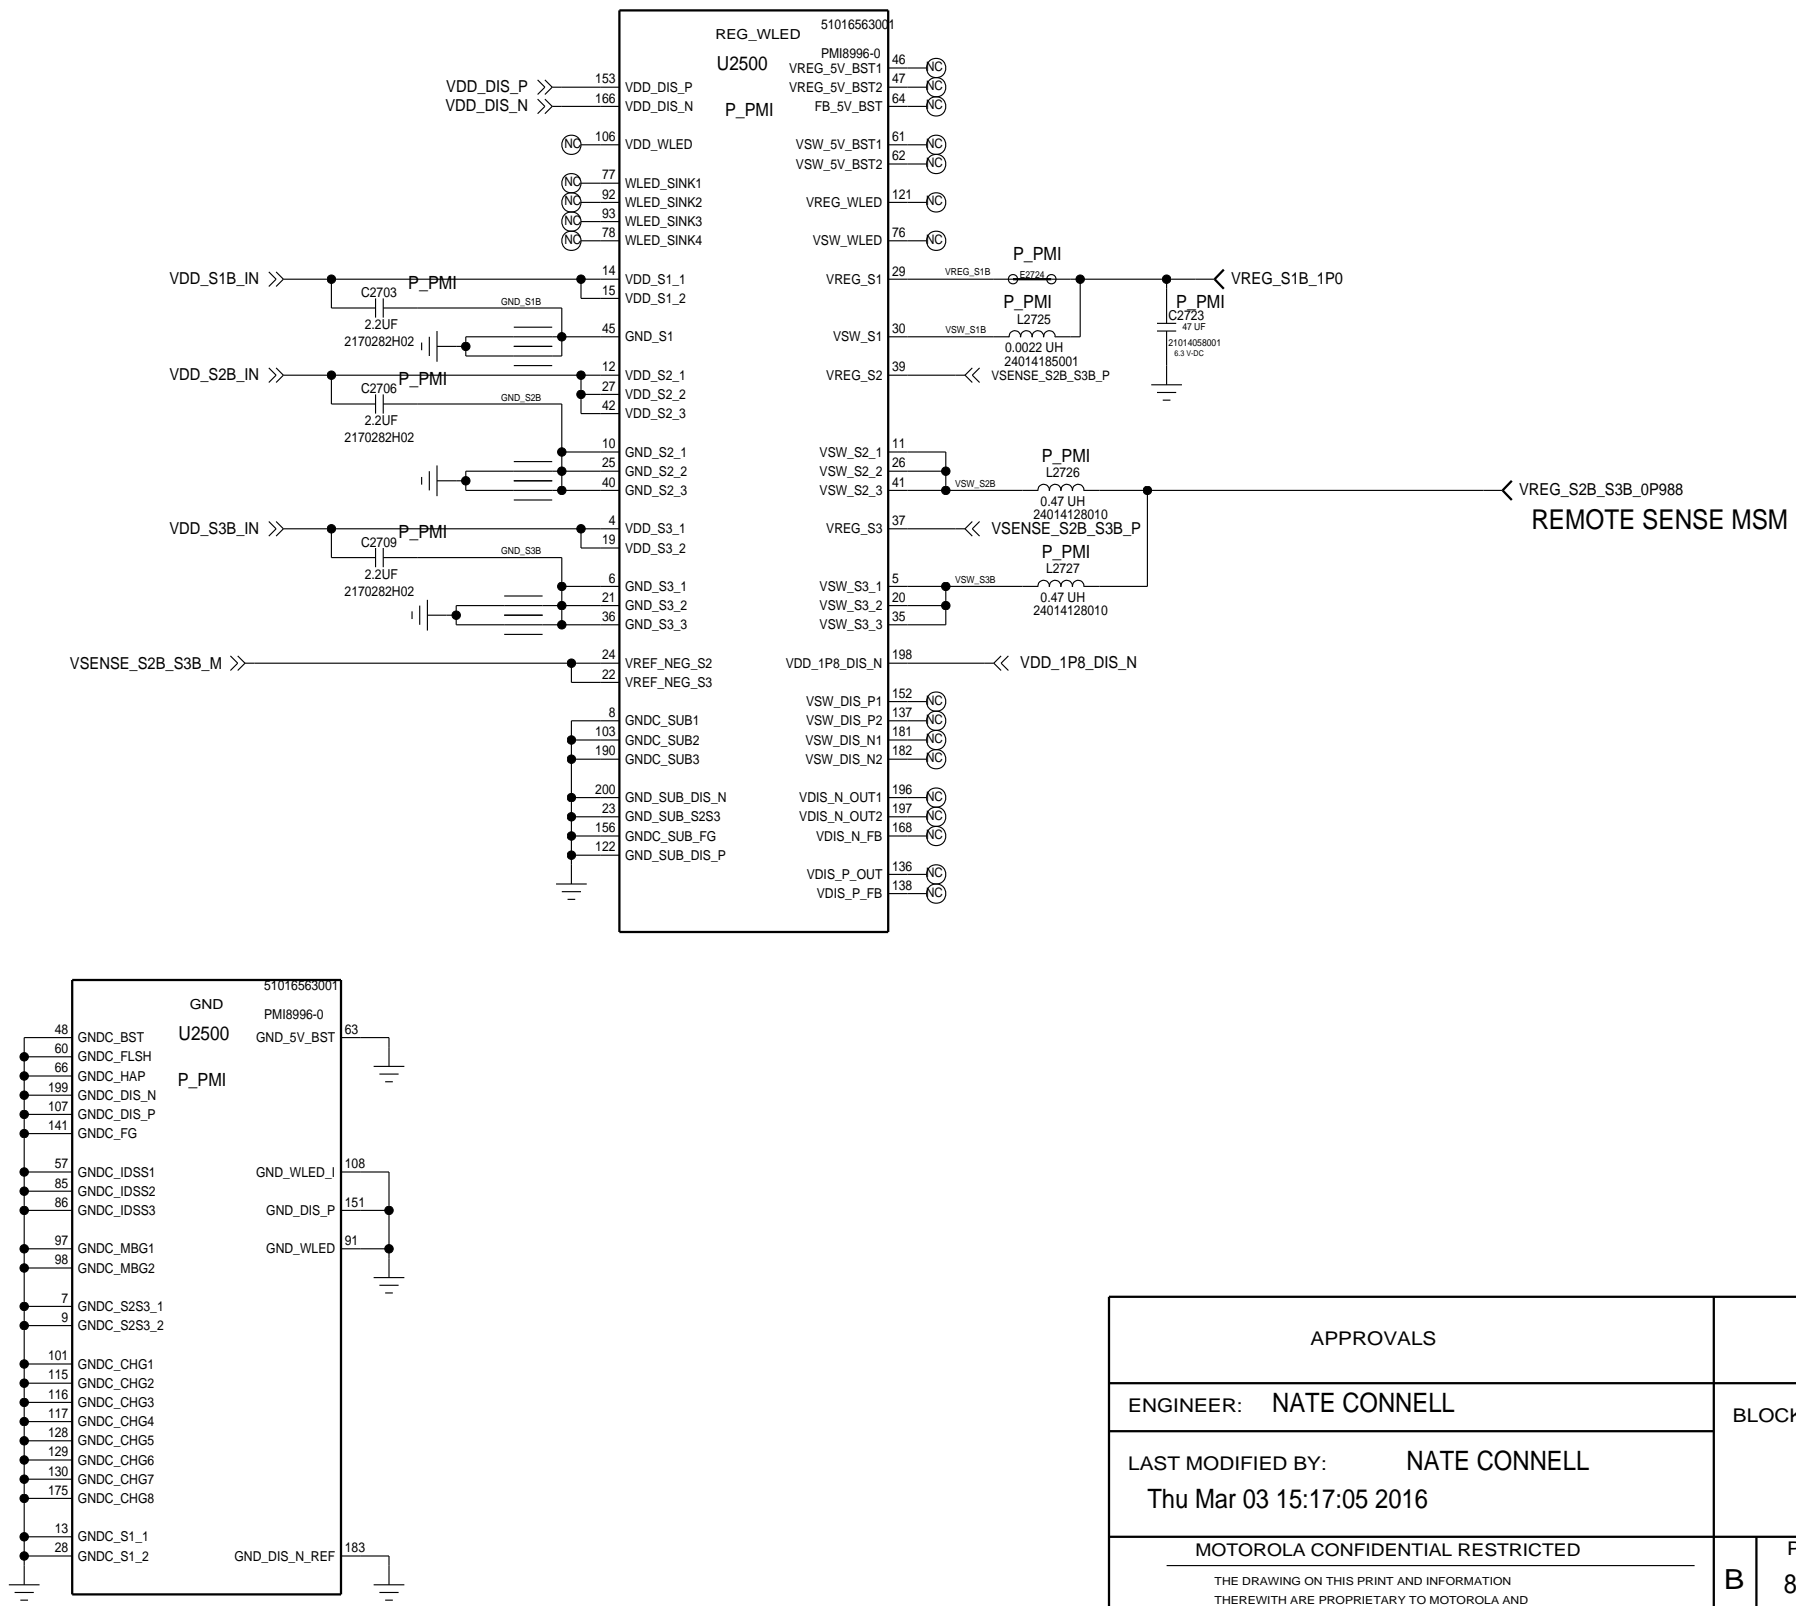 REG_WLED 51016563001
U2500 PMI8996-0
P_PMI
VDD_DIS_P 153 VDD_DIS_P
VDD_DIS_N 166 VDD_DIS_N
NC 106 VDD_WLED
NC 77 WLED_SINK1
NC 92 WLED_SINK2
NC 93 WLED_SINK3
NC 78 WLED_SINK4
VDD_S1B_IN 14 VDD_S1_1
15 VDD_S1_2
P_PMI
C2703
2.2UF
2170282H02
GND_S1B
45 GND_S1
VDD_S2B_IN 12 VDD_S2_1
27 VDD_S2_2
42 VDD_S2_3
P_PMI
C2706
2.2UF
2170282H02
GND_S2B
10 GND_S2_1
25 GND_S2_2
40 GND_S2_3
VDD_S3B_IN 4 VDD_S3_1
19 VDD_S3_2
P_PMI
C2709
2.2UF
2170282H02
GND_S3B
6 GND_S3_1
21 GND_S3_2
36 GND_S3_3
VSENSE_S2B_S3B_M 24 VREF_NEG_S2
22 VREF_NEG_S3
8 GNDC_SUB1
103 GNDC_SUB2
190 GNDC_SUB3
200 GND_SUB_DIS_N
23 GND_SUB_S2S3
156 GNDC_SUB_FG
122 GND_SUB_DIS_P
VREG_5V_BST1 46 NC
VREG_5V_BST2 47 NC
FB_5V_BST 64 NC
VSW_5V_BST1 61 NC
VSW_5V_BST2 62 NC
VREG_WLED 121 NC
VSW_WLED 76 NC
P_PMI
VREG_S1 29 VREG_S1B E2724 VREG_S1B_1P0
P_PMI
L2725
VSW_S1 30 VSW_S1B
0.0022 UH
24014185001
P_PMI
C2723
47 UF
21014058001
6.3 V-DC
VREG_S2 39 VSENSE_S2B_S3B_P
VSW_S2_1 11
VSW_S2_2 26
VSW_S2_3 41 VSW_S2B
P_PMI
L2726
0.47 UH
24014128010
VREG_S2B_S3B_0P988
REMOTE SENSE MSM
VREG_S3 37 VSENSE_S2B_S3B_P
P_PMI
L2727
VSW_S3_1 5 VSW_S3B
0.47 UH
24014128010
VSW_S3_2 20
VSW_S3_3 35
VDD_1P8_DIS_N 198 VDD_1P8_DIS_N
VSW_DIS_P1 152 NC
VSW_DIS_P2 137 NC
VSW_DIS_N1 181 NC
VSW_DIS_N2 182 NC
VDIS_N_OUT1 196 NC
VDIS_N_OUT2 197 NC
VDIS_N_FB 168 NC
VDIS_P_OUT 136 NC
VDIS_P_FB 138 NC
51016563001
GND
PMI8996-0
U2500
P_PMI
48 GNDC_BST
60 GNDC_FLSH
66 GNDC_HAP
199 GNDC_DIS_N
107 GNDC_DIS_P
141 GNDC_FG
57 GNDC_IDSS1
85 GNDC_IDSS2
86 GNDC_IDSS3
97 GNDC_MBG1
98 GNDC_MBG2
7 GNDC_S2S3_1
9 GNDC_S2S3_2
101 GNDC_CHG1
115 GNDC_CHG2
116 GNDC_CHG3
117 GNDC_CHG4
128 GNDC_CHG5
129 GNDC_CHG6
130 GNDC_CHG7
175 GNDC_CHG8
13 GNDC_S1_1
28 GNDC_S1_2
GND_5V_BST 63
GND_WLED_I 108
GND_DIS_P 151
GND_WLED 91
GND_DIS_N_REF 183
APPROVALS
ENGINEER: NATE CONNELL
LAST MODIFIED BY: NATE CONNELL
Thu Mar 03 15:17:05 2016
MOTOROLA CONFIDENTIAL RESTRICTED
THE DRAWING ON THIS PRINT AND INFORMATION
THEREWITH ARE PROPRIETARY TO MOTOROLA AND
BLOCK
B
8